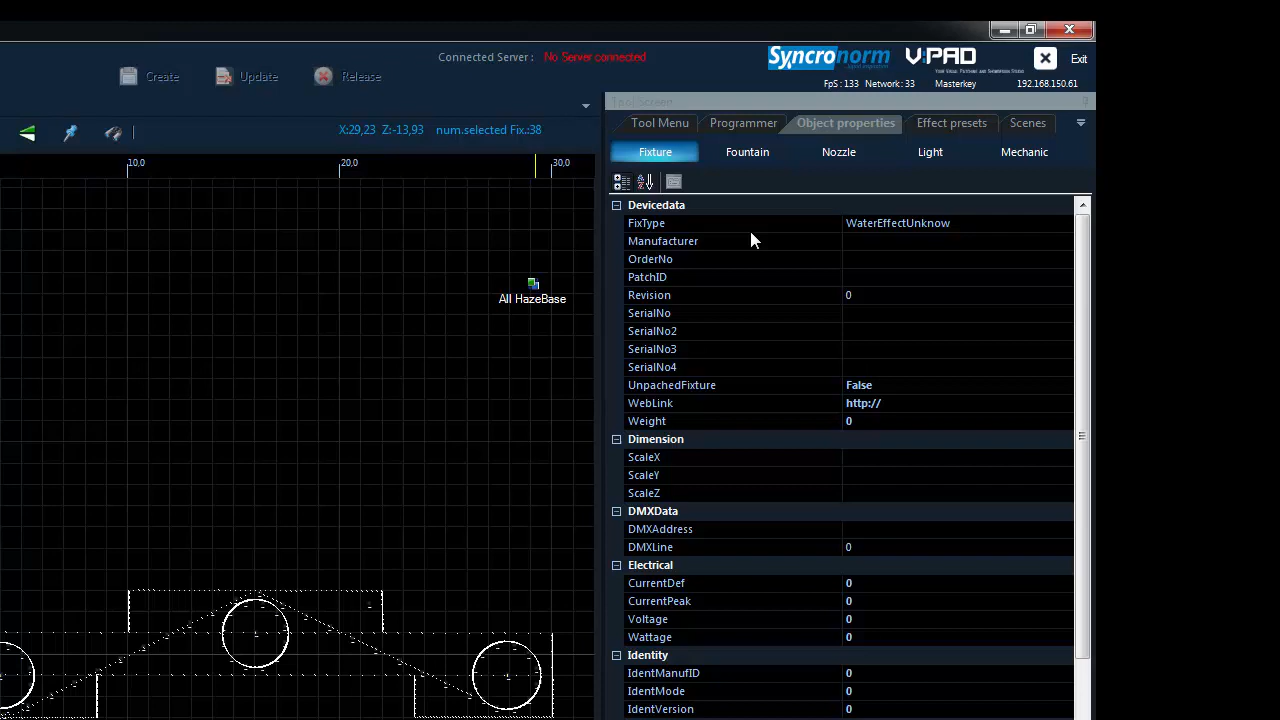 Create Update Release Connected Server : No Server connected Syncronorm V:PAD Exit
FpS : 133 Network : 33 Masterkey 192.168.150.61
Tool screen
X:29,23 Z:-13,93 num.selected Fix.:38
Tool Menu Programmer Object properties Effect presets Scenes
Fixture Fountain Nozzle Light Mechanic
10,0 20,0 30,0
All HazeBase
Devicedata
FixType WaterEffectUnknow
Manufacturer
OrderNo
PatchID
Revision 0
SerialNo
SerialNo2
SerialNo3
SerialNo4
UnpachedFixture False
WebLink http://
Weight 0
Dimension
ScaleX
ScaleY
ScaleZ
DMXData
DMXAddress
DMXLine 0
Electrical
CurrentDef 0
CurrentPeak 0
Voltage 0
Wattage 0
Identity
IdentManufID 0
IdentMode 0
IdentVersion 0